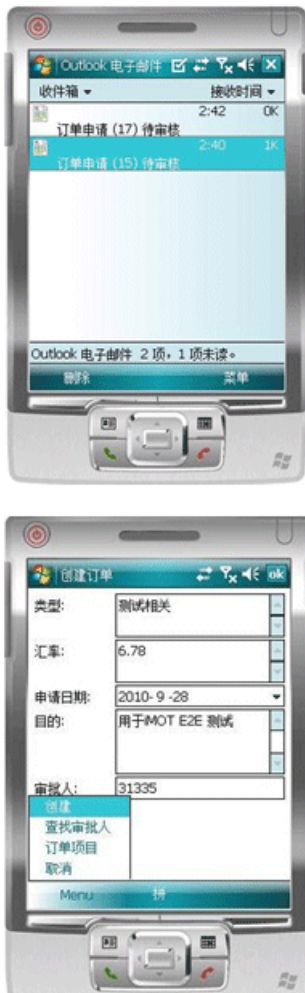 Outlook 电子邮件
收件箱 接收时间
2:42 0K
订单申请 (17) 待审核
2:40 1K
订单申请 (15) 待审核
Outlook 电子邮件 2 项，1 项未读。
删除 菜单
创建订单 ok
类型: 测试相关
汇率: 6.78
申请日期: 2010- 9 -28
目的: 用于iMOT E2E 测试
审批人: 31335
创建
查找审批人
订单项目
取消
Menu 拼